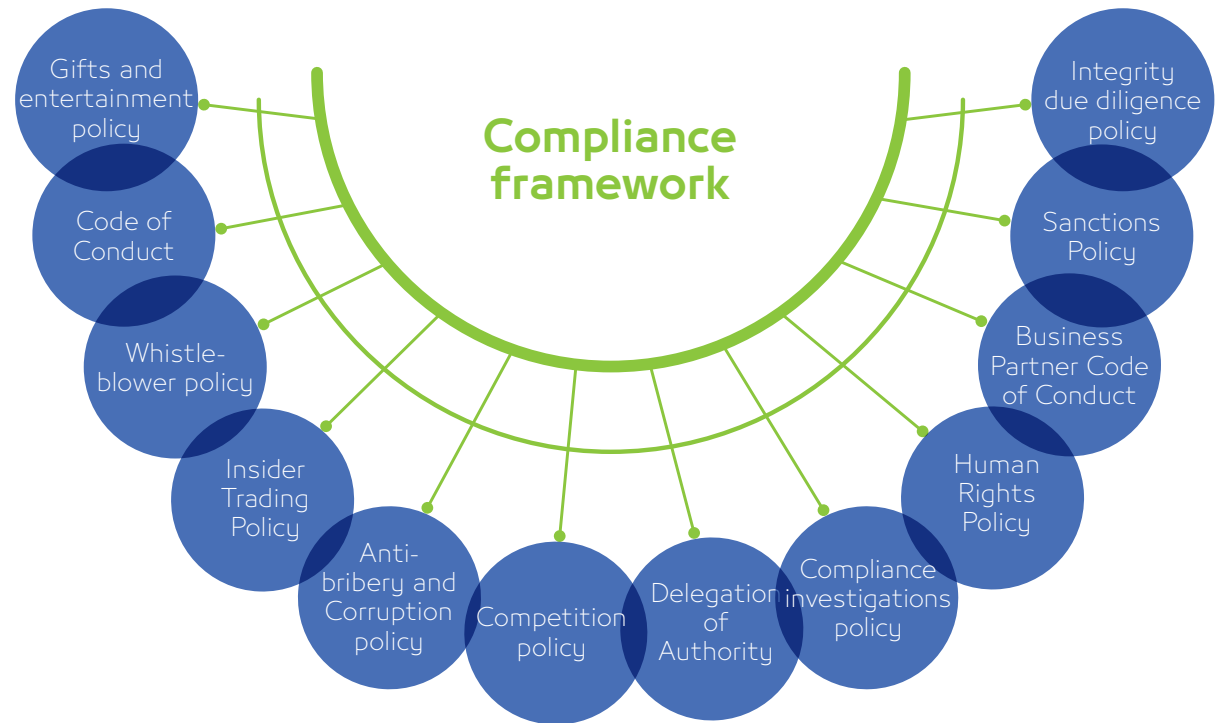 Compliance
framework
Gifts and
entertainment
policy
Code of
Conduct
Whistle-
blower policy
Insider
Trading
Policy
Anti-
bribery and
Corruption
policy
Competition
policy
Delegation
of
Authority
Compliance
investigations
policy
Human
Rights
Policy
Business
Partner Code
of Conduct
Sanctions
Policy
Integrity
due diligence
policy